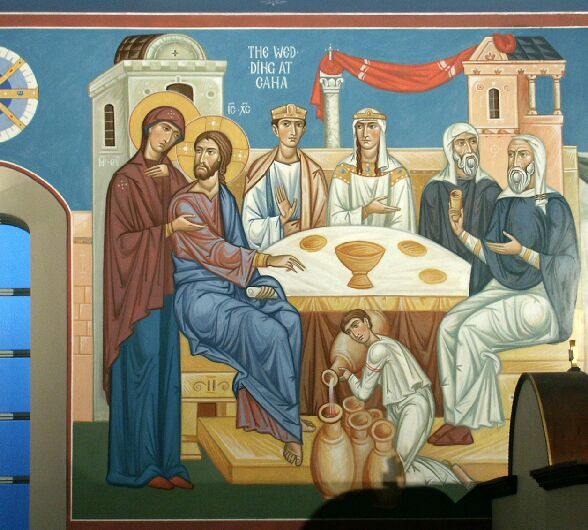 THE WED-
DING AT
CANA
IC XC